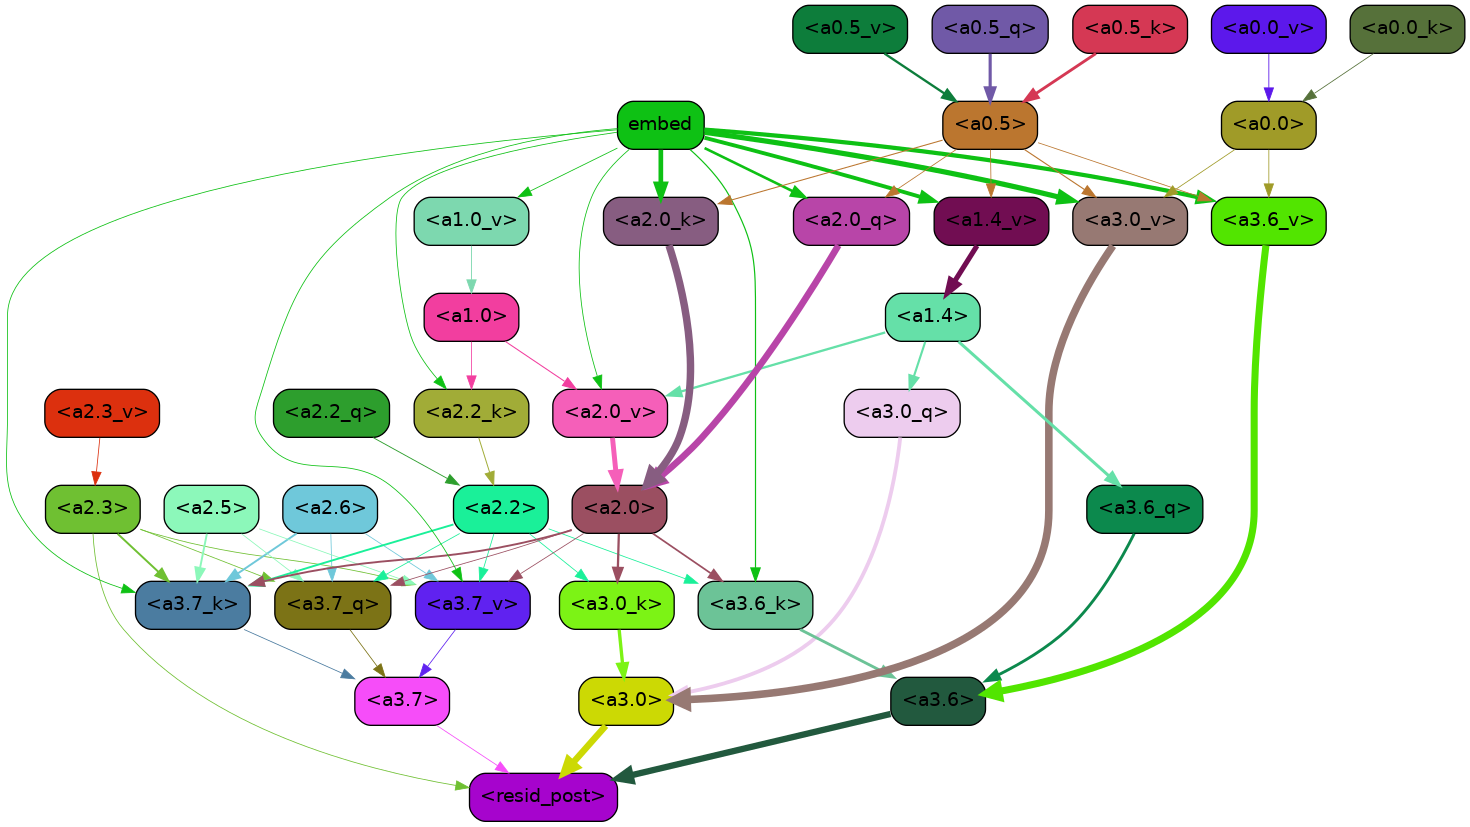 <a0.5_v> <a0.5_q> <a0.5_k> <a0.0_v> <a0.0_k>
embed <a0.5> <a0.0>
<a1.0_v> <a2.0_k> <a2.0_q> <a1.4_v> <a3.0_v> <a3.6_v>
<a1.0> <a1.4>
<a2.3_v> <a2.2_q> <a2.2_k> <a2.0_v> <a3.0_q>
<a2.3> <a2.5> <a2.6> <a2.2> <a2.0> <a3.6_q>
<a3.7_k> <a3.7_q> <a3.7_v> <a3.0_k> <a3.6_k>
<a3.7> <a3.0> <a3.6>
<resid_post>